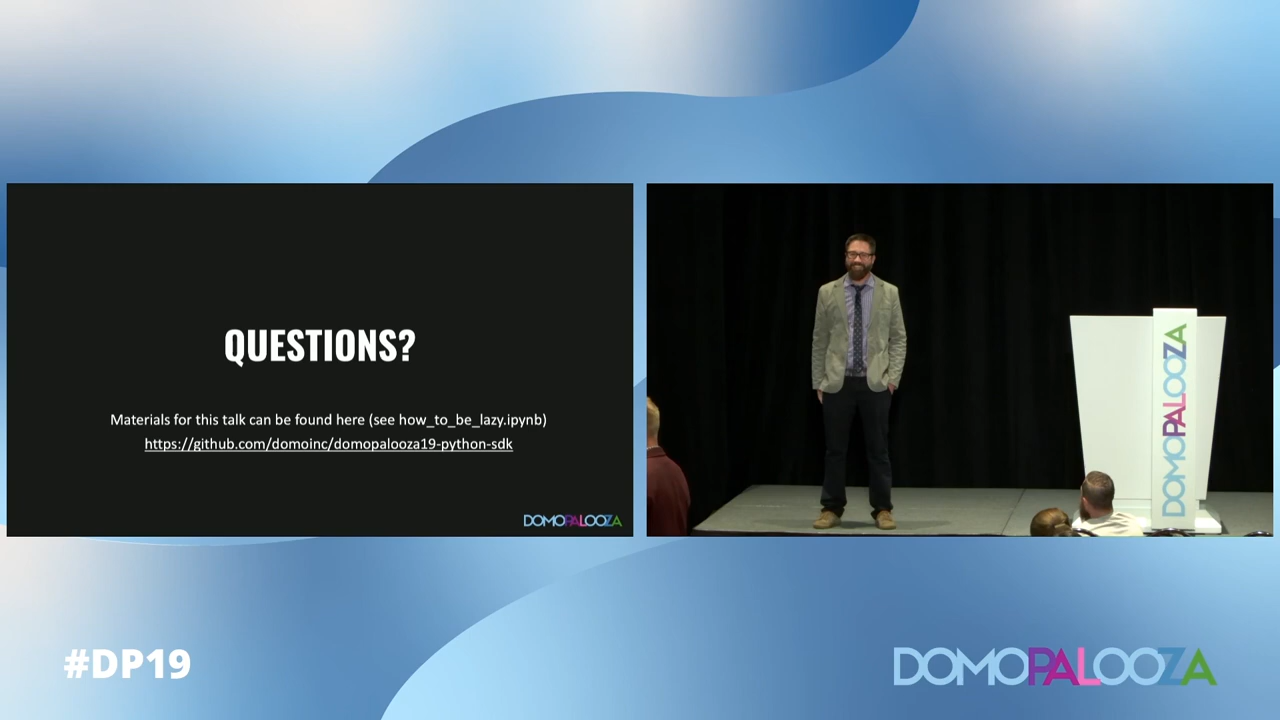 QUESTIONS?
Materials for this talk can be found here (see how_to_be_lazy.ipynb)
https://github.com/domoinc/domopalooza19-python-sdk
DOMOPALOOZA
DOMOPALOOZA
#DP19
DOMOPALOOZA